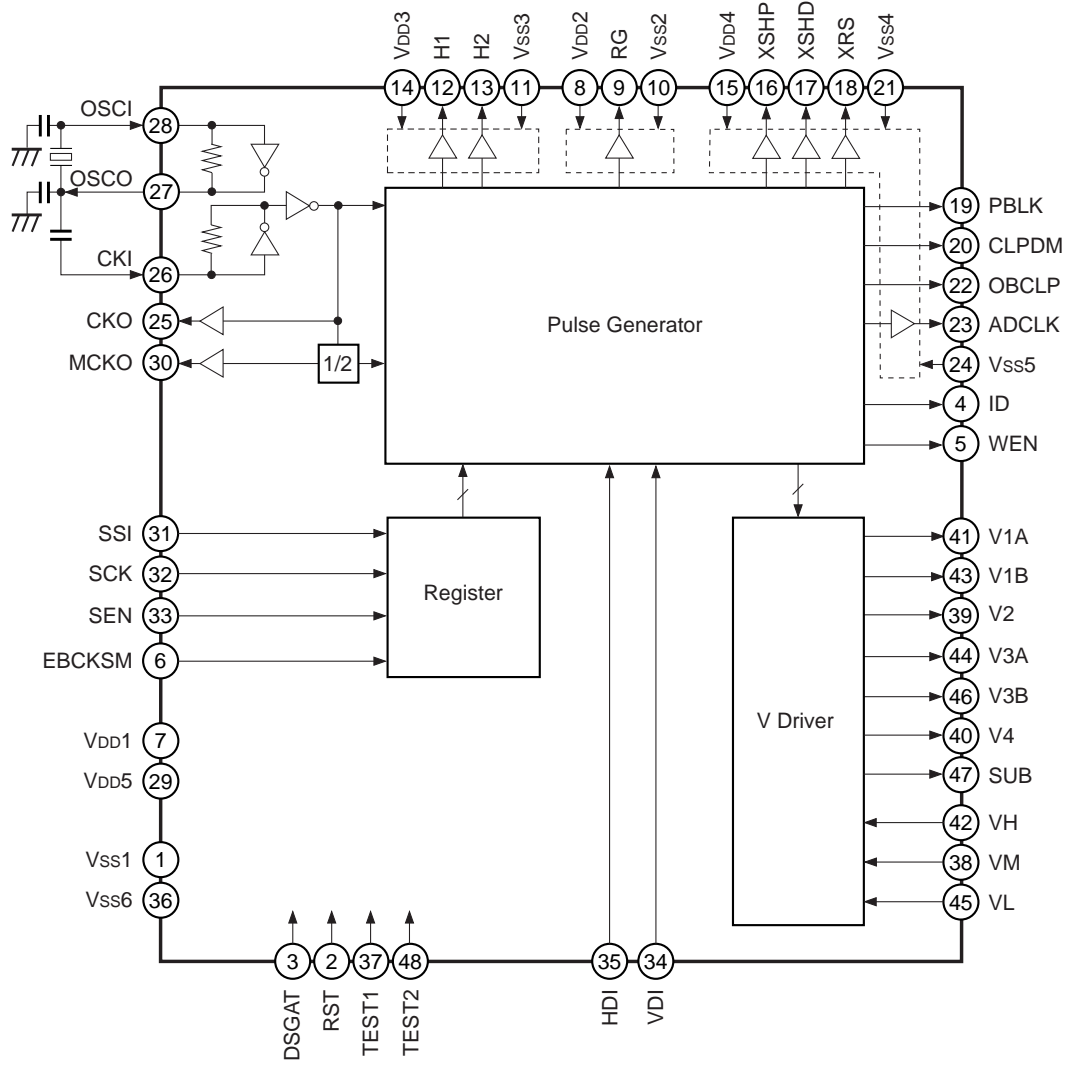 VDD3 H1 H2 VSS3 VDD2 RG VSS2 VDD4 XSHP XSHD XRS VSS4
14 12 13 11 8 9 10 15 16 17 18 21
OSCI 28
OSCO 27
CKI 26
CKO 25
MCKO 30
1/2
Pulse Generator
19 PBLK
20 CLPDM
22 OBCLP
23 ADCLK
24 VSS5
4 ID
5 WEN
SSI 31
SCK 32
SEN 33
EBCKSM 6
Register
VDD1 7
VDD5 29
VSS1 1
VSS6 36
V Driver
41 V1A
43 V1B
39 V2
44 V3A
46 V3B
40 V4
47 SUB
42 VH
38 VM
45 VL
3 2 37 48 35 34
DSGAT RST TEST1 TEST2 HDI VDI